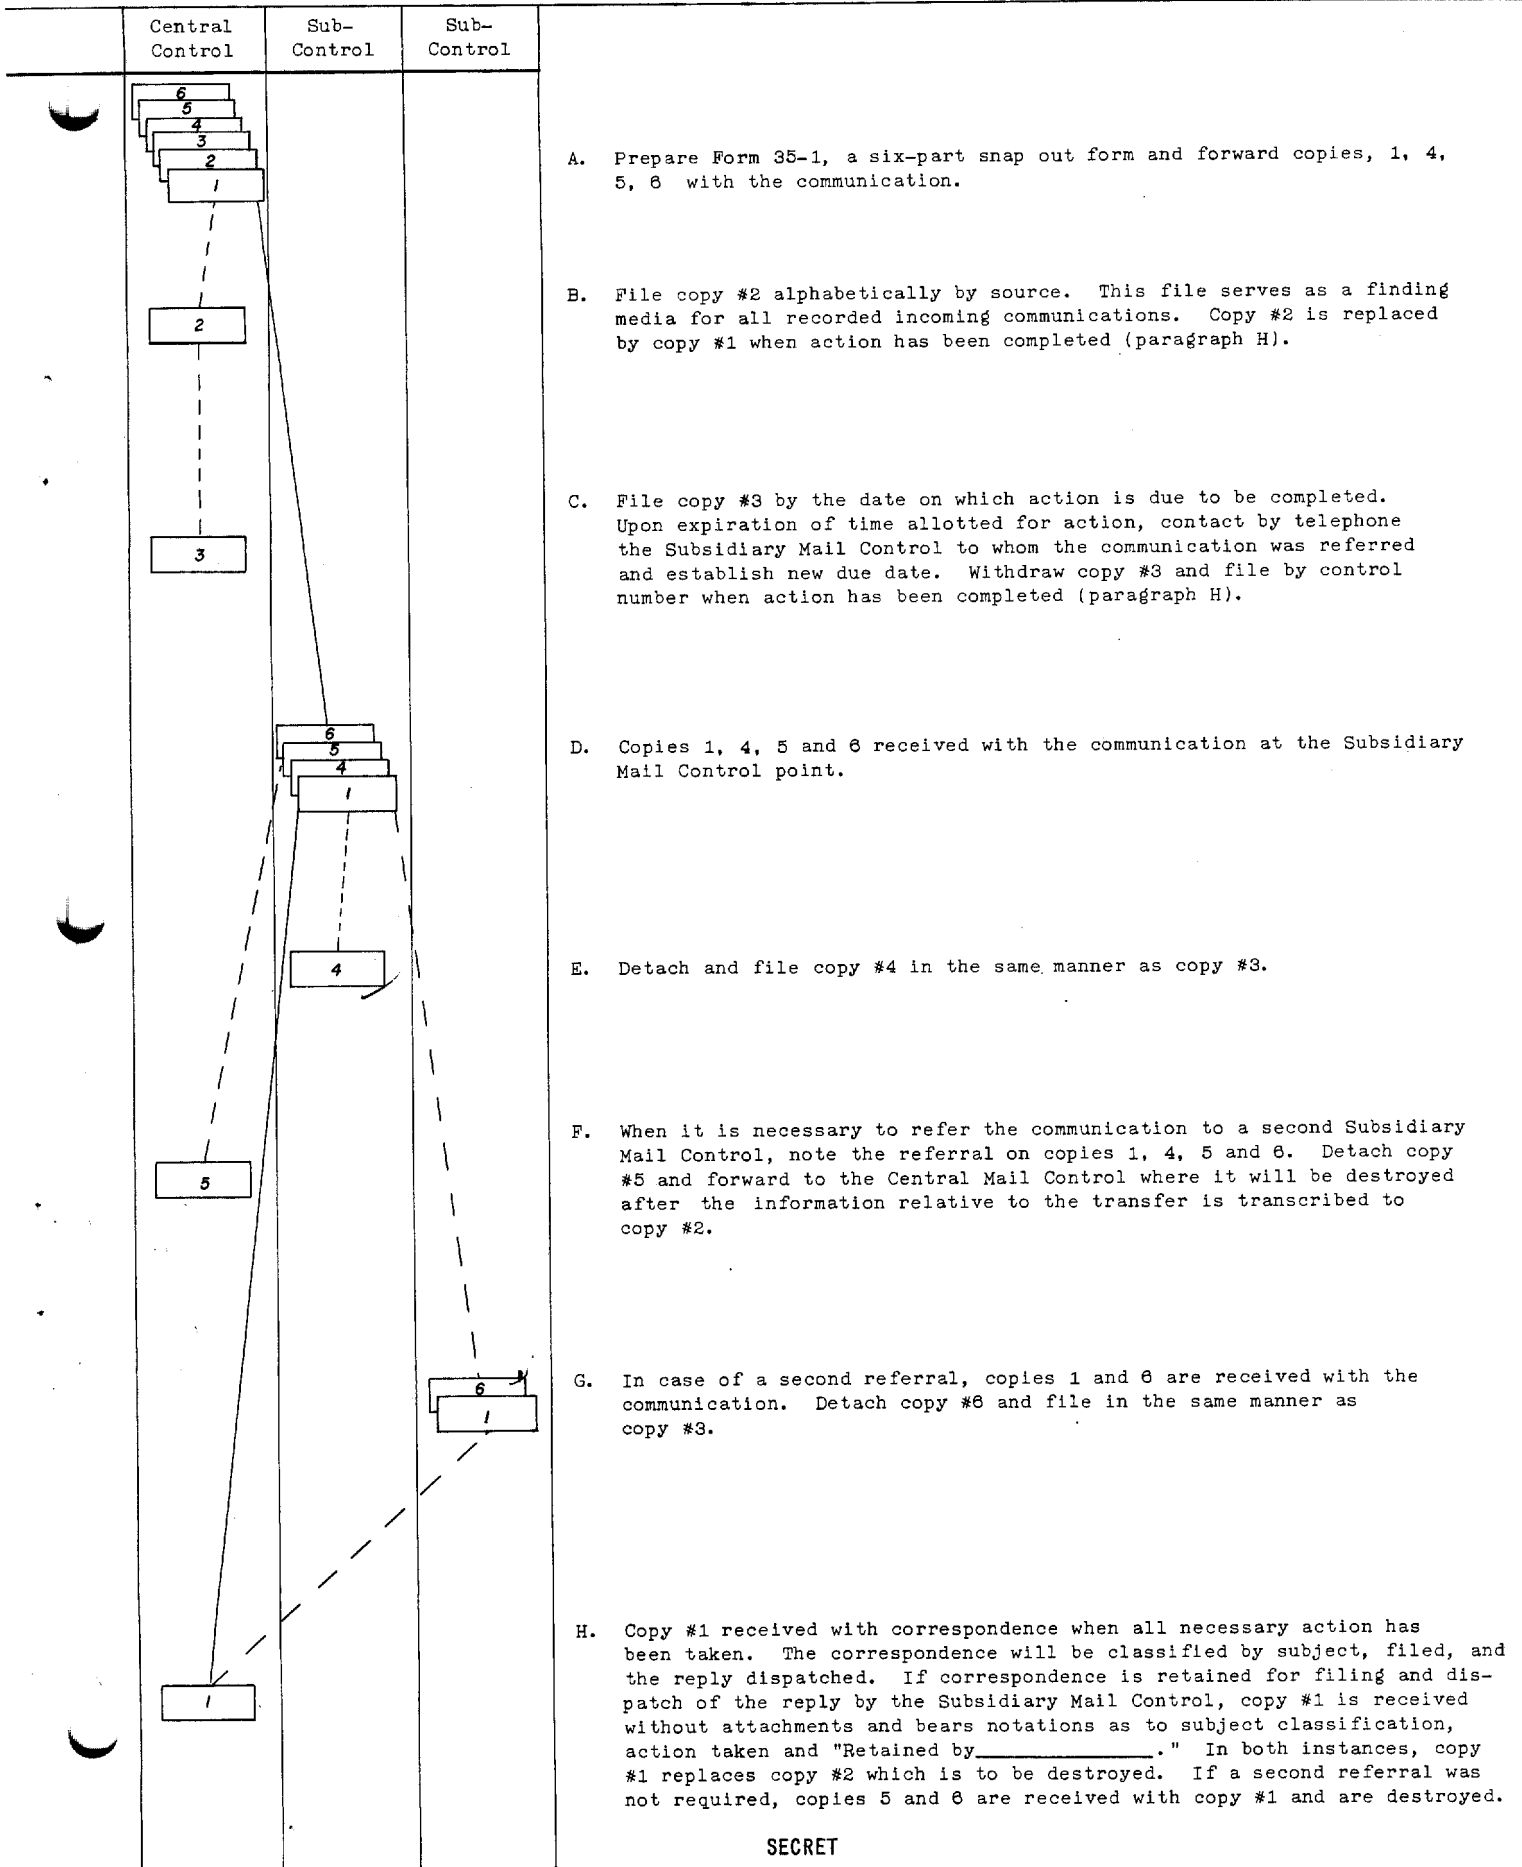 Central Control
Sub-Control
Sub-Control
6
5
4
3
2
1
A. Prepare Form 35-1, a six-part snap out form and forward copies, 1, 4,
5, 6 with the communication.
2
B. File copy #2 alphabetically by source. This file serves as a finding
media for all recorded incoming communications. Copy #2 is replaced
by copy #1 when action has been completed (paragraph H).
3
C. File copy #3 by the date on which action is due to be completed.
Upon expiration of time allotted for action, contact by telephone
the Subsidiary Mail Control to whom the communication was referred
and establish new due date. Withdraw copy #3 and file by control
number when action has been completed (paragraph H).
6
5
4
1
D. Copies 1, 4, 5 and 6 received with the communication at the Subsidiary
Mail Control point.
4
E. Detach and file copy #4 in the same manner as copy #3.
5
F. When it is necessary to refer the communication to a second Subsidiary
Mail Control, note the referral on copies 1, 4, 5 and 6. Detach copy
#5 and forward to the Central Mail Control where it will be destroyed
after the information relative to the transfer is transcribed to
copy #2.
6
1
G. In case of a second referral, copies 1 and 6 are received with the
communication. Detach copy #6 and file in the same manner as
copy #3.
1
H. Copy #1 received with correspondence when all necessary action has
been taken. The correspondence will be classified by subject, filed, and
the reply dispatched. If correspondence is retained for filing and dis-
patch of the reply by the Subsidiary Mail Control, copy #1 is received
without attachments and bears notations as to subject classification,
action taken and "Retained by______________." In both instances, copy
#1 replaces copy #2 which is to be destroyed. If a second referral was
not required, copies 5 and 6 are received with copy #1 and are destroyed.
SECRET